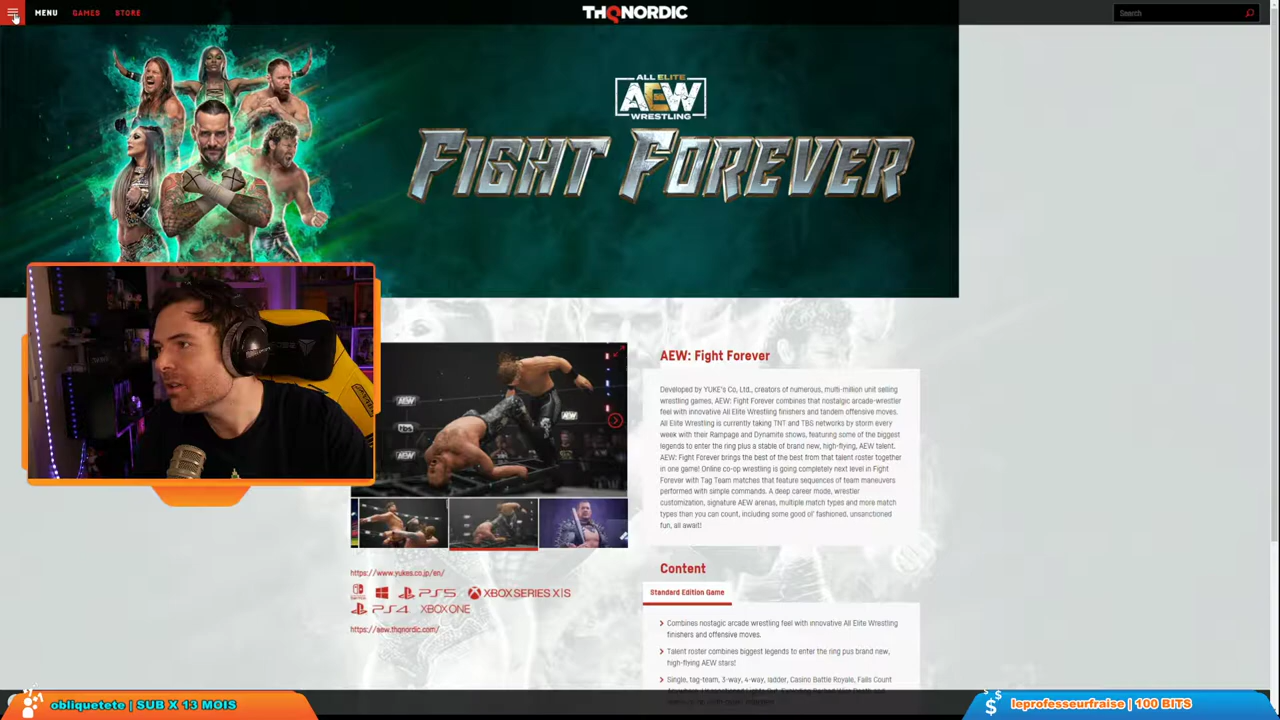 MENU GAMES STORE
THQNORDIC
Search
ALL ELITE
AEW
WRESTLING
FIGHT FOREVER
AEW: Fight Forever
Developed by YUKE's Co, Ltd., creators of numerous, multi-million unit selling
wrestling games, AEW: Fight Forever combines that nostalgic arcade-wrestler
feel with innovative All Elite Wrestling finishers and tandem offensive moves.
All Elite Wrestling is currently taking TNT and TBS networks by storm every
week with their Rampage and Dynamite shows, featuring some of the biggest
legends to enter the ring plus a stable of brand new, high-flying, AEW talent.
AEW: Fight Forever brings the best of the best from that talent roster together
in one game! Online co-op wrestling is going completely next level in Fight
Forever with Tag Team matches that feature sequences of team maneuvers
performed with simple commands. A deep career mode, wrestler
customization, signature AEW arenas, multiple match types and more match
types than you can count, including some good ol' fashioned, unsanctioned
fun, all await!
AEW
AEW
tbs
AEW
https://www.yukes.co.jp/en/
PS5 XBOX SERIES X|S
PS4 XBOX ONE
https://aew.thqnordic.com/
Content
Standard Edition Game
Combines nostagic arcade wrestling feel with innovative All Elite Wrestling
finishers and offensive moves.
Talent roster combines biggest legends to enter the ring pus brand new,
high-flying AEW stars!
Single, tag-team, 3-way, 4-way, ladder, Casino Battle Royale, Falls Count
obliquetete | SUB X 13 MOIS
leprofesseurfraise | 100 BITS